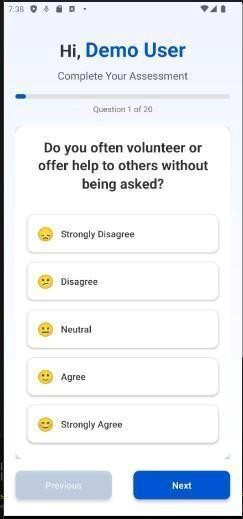 7:38
Hi, Demo User
Complete Your Assessment
Question 1 of 20
Do you often volunteer or
offer help to others without
being asked?
Strongly Disagree
Disagree
Neutral
Agree
Strongly Agree
Previous
Next